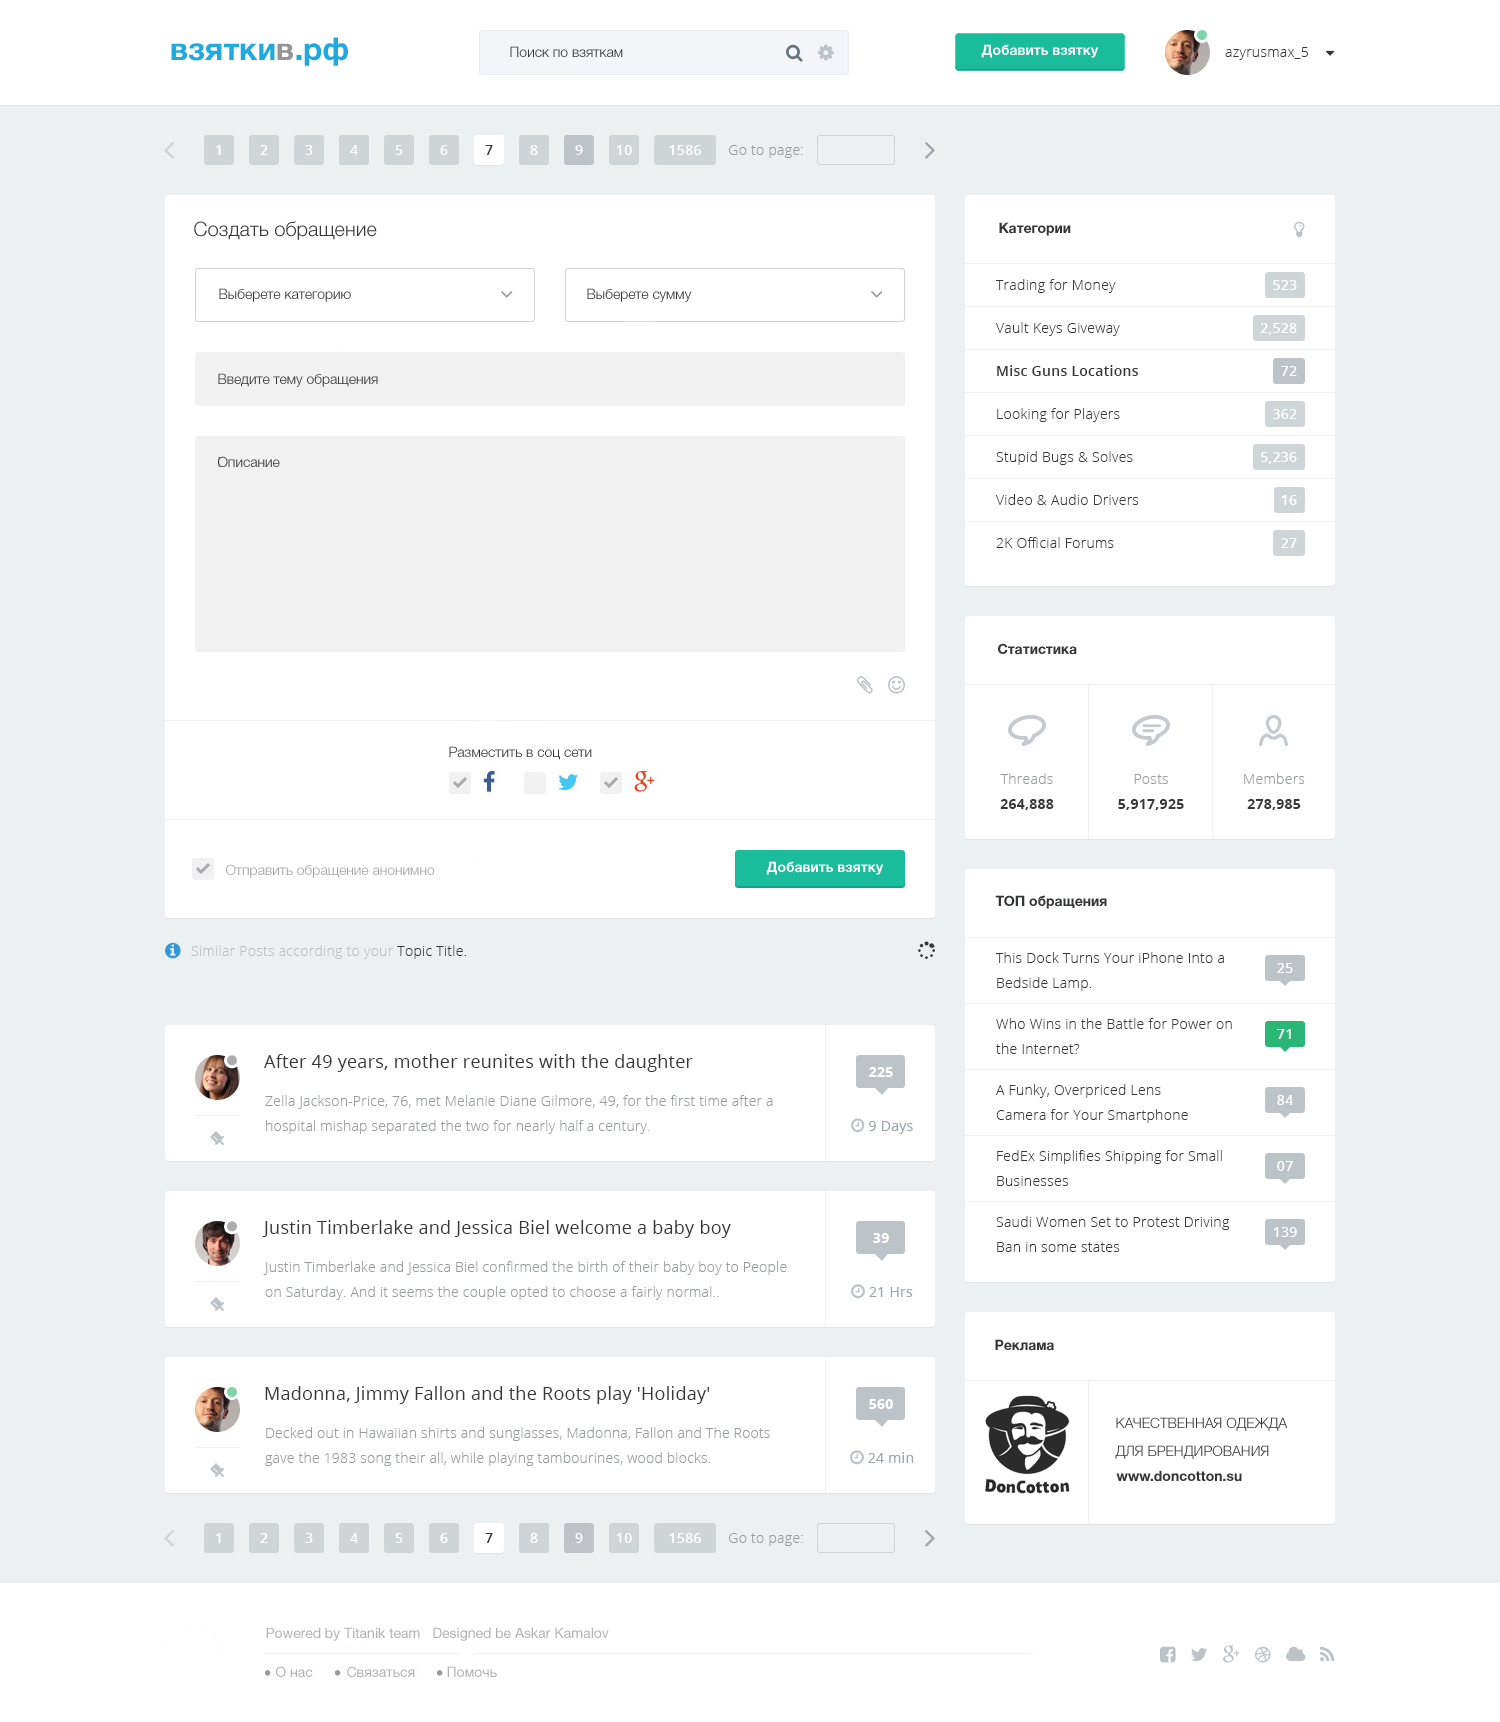 взяткив.рф
Поиск по взяткам
Добавить взятку
azyrusmax_5
1 2 3 4 5 6 7 8 9 10 1586 Go to page:
Создать обращение
Выберете категорию
Выберете сумму
Введите тему обращения
Описание
Разместить в соц сети
Отправить обращение анонимно
Добавить взятку
Similar Posts according to your Topic Title.
After 49 years, mother reunites with the daughter
Zella Jackson-Price, 76, met Melanie Diane Gilmore, 49, for the first time after a
hospital mishap separated the two for nearly half a century.
225
9 Days
Justin Timberlake and Jessica Biel welcome a baby boy
Justin Timberlake and Jessica Biel confirmed the birth of their baby boy to People
on Saturday. And it seems the couple opted to choose a fairly normal..
39
21 Hrs
Madonna, Jimmy Fallon and the Roots play 'Holiday'
Decked out in Hawaiian shirts and sunglasses, Madonna, Fallon and The Roots
gave the 1983 song their all, while playing tambourines, wood blocks.
560
24 min
1 2 3 4 5 6 7 8 9 10 1586 Go to page:
Категории
Trading for Money 523
Vault Keys Giveway 2,528
Misc Guns Locations 72
Looking for Players 362
Stupid Bugs & Solves 5,236
Video & Audio Drivers 16
2K Official Forums 27
Статистика
Threads
264,888
Posts
5,917,925
Members
278,985
ТОП обращения
This Dock Turns Your iPhone Into a
Bedside Lamp.
25
Who Wins in the Battle for Power on
the Internet?
71
A Funky, Overpriced Lens
Camera for Your Smartphone
84
FedEx Simplifies Shipping for Small
Businesses
07
Saudi Women Set to Protest Driving
Ban in some states
139
Реклама
DonCotton
КАЧЕСТВЕННАЯ ОДЕЖДА
ДЛЯ БРЕНДИРОВАНИЯ
www.doncotton.su
Powered by Titanik team Designed be Askar Kamalov
• О нас • Связаться • Помочь